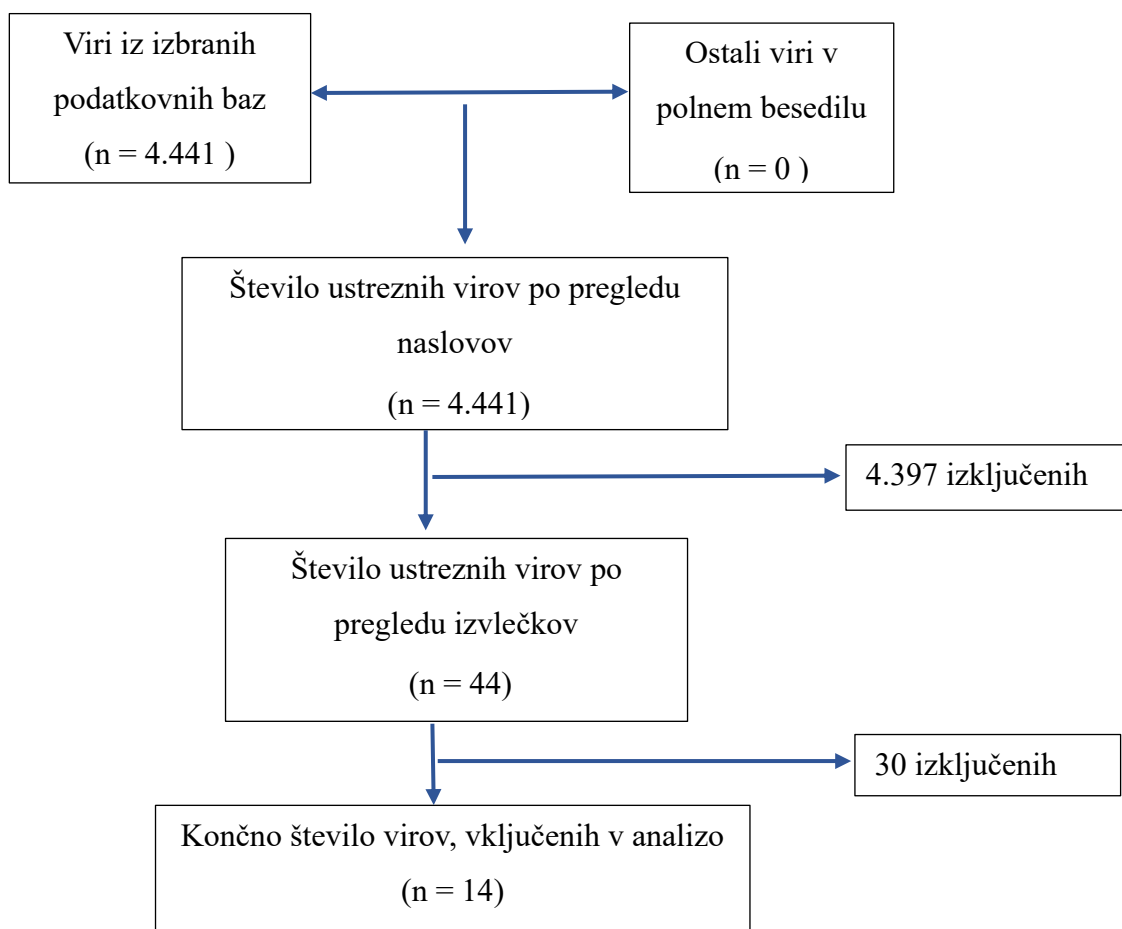 Viri iz izbranih
podatkovnih baz
(n = 4.441 )
Ostali viri v
polnem besedilu
(n = 0 )
Število ustreznih virov po pregledu
naslovov
(n = 4.441)
4.397 izključenih
Število ustreznih virov po
pregledu izvlečkov
(n = 44)
30 izključenih
Končno število virov, vključenih v analizo
(n = 14)